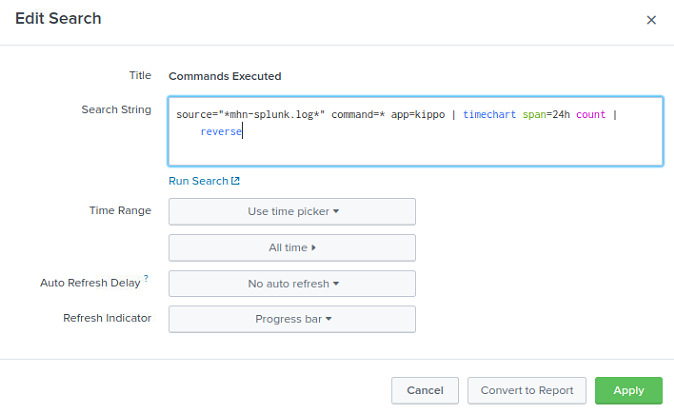 Edit Search
×
Title
Commands Executed
Search String
source="*mhn-splunk.log*" command=* app=kippo | timechart span=24h count |
reverse
Run Search
Time Range
Use time picker
All time
Auto Refresh Delay ?
No auto refresh
Refresh Indicator
Progress bar
Cancel
Convert to Report
Apply